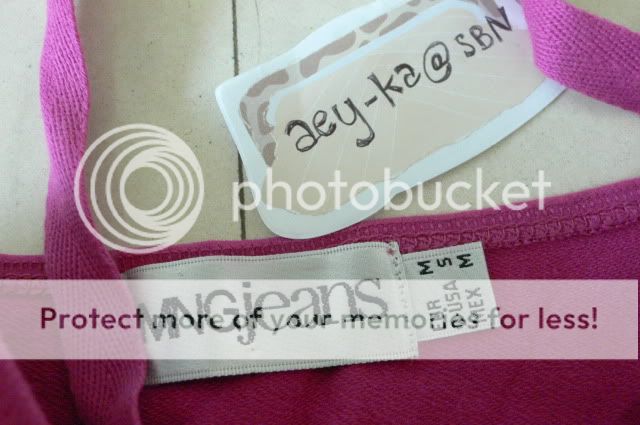 aey-ka@SBN
photobucket
Protect more of your memories for less!
MNGjeans
EUR M
USA S
MEX M